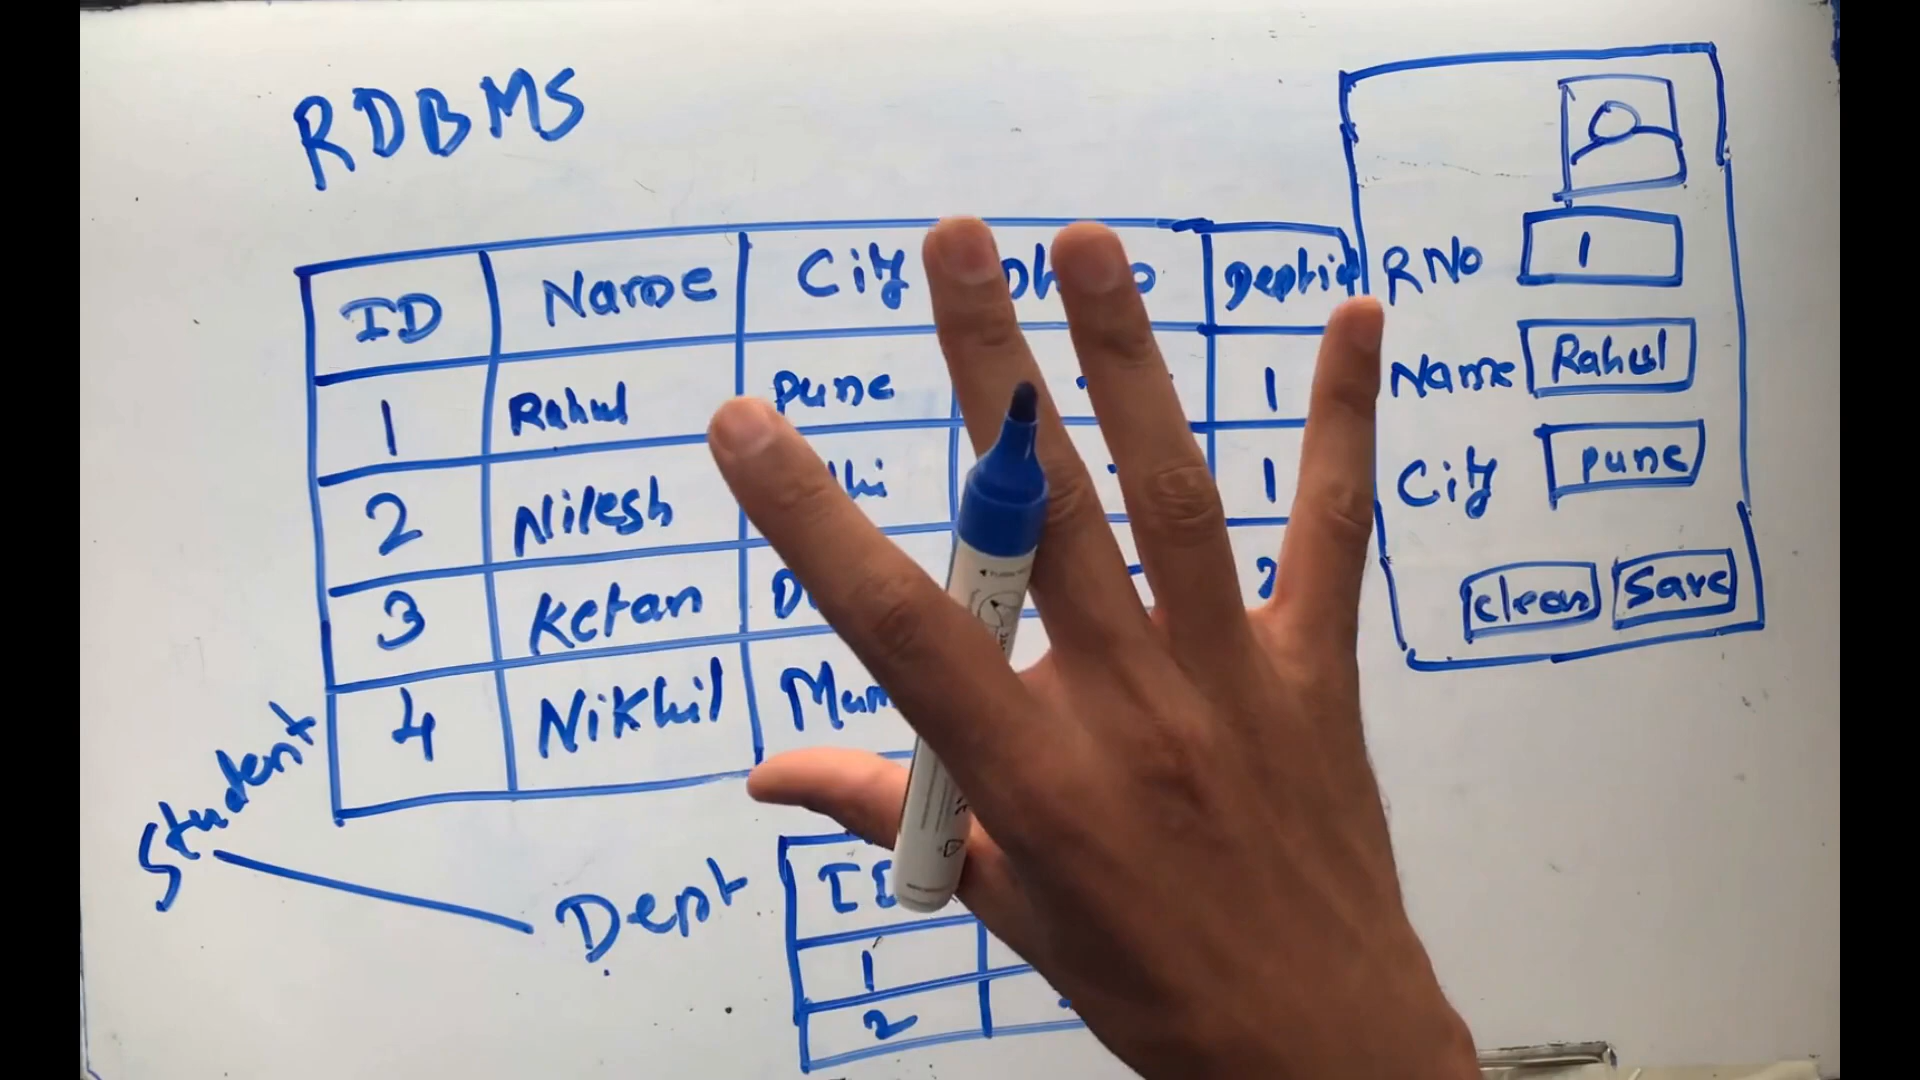 RDBMS
ID Name City Deptid
1 Rahul Pune 1
2 Nilesh 1
3 Ketan
4 Nikhil
Student
Dept
1
2
RNo 1
Name Rahul
City Pune
clear Save